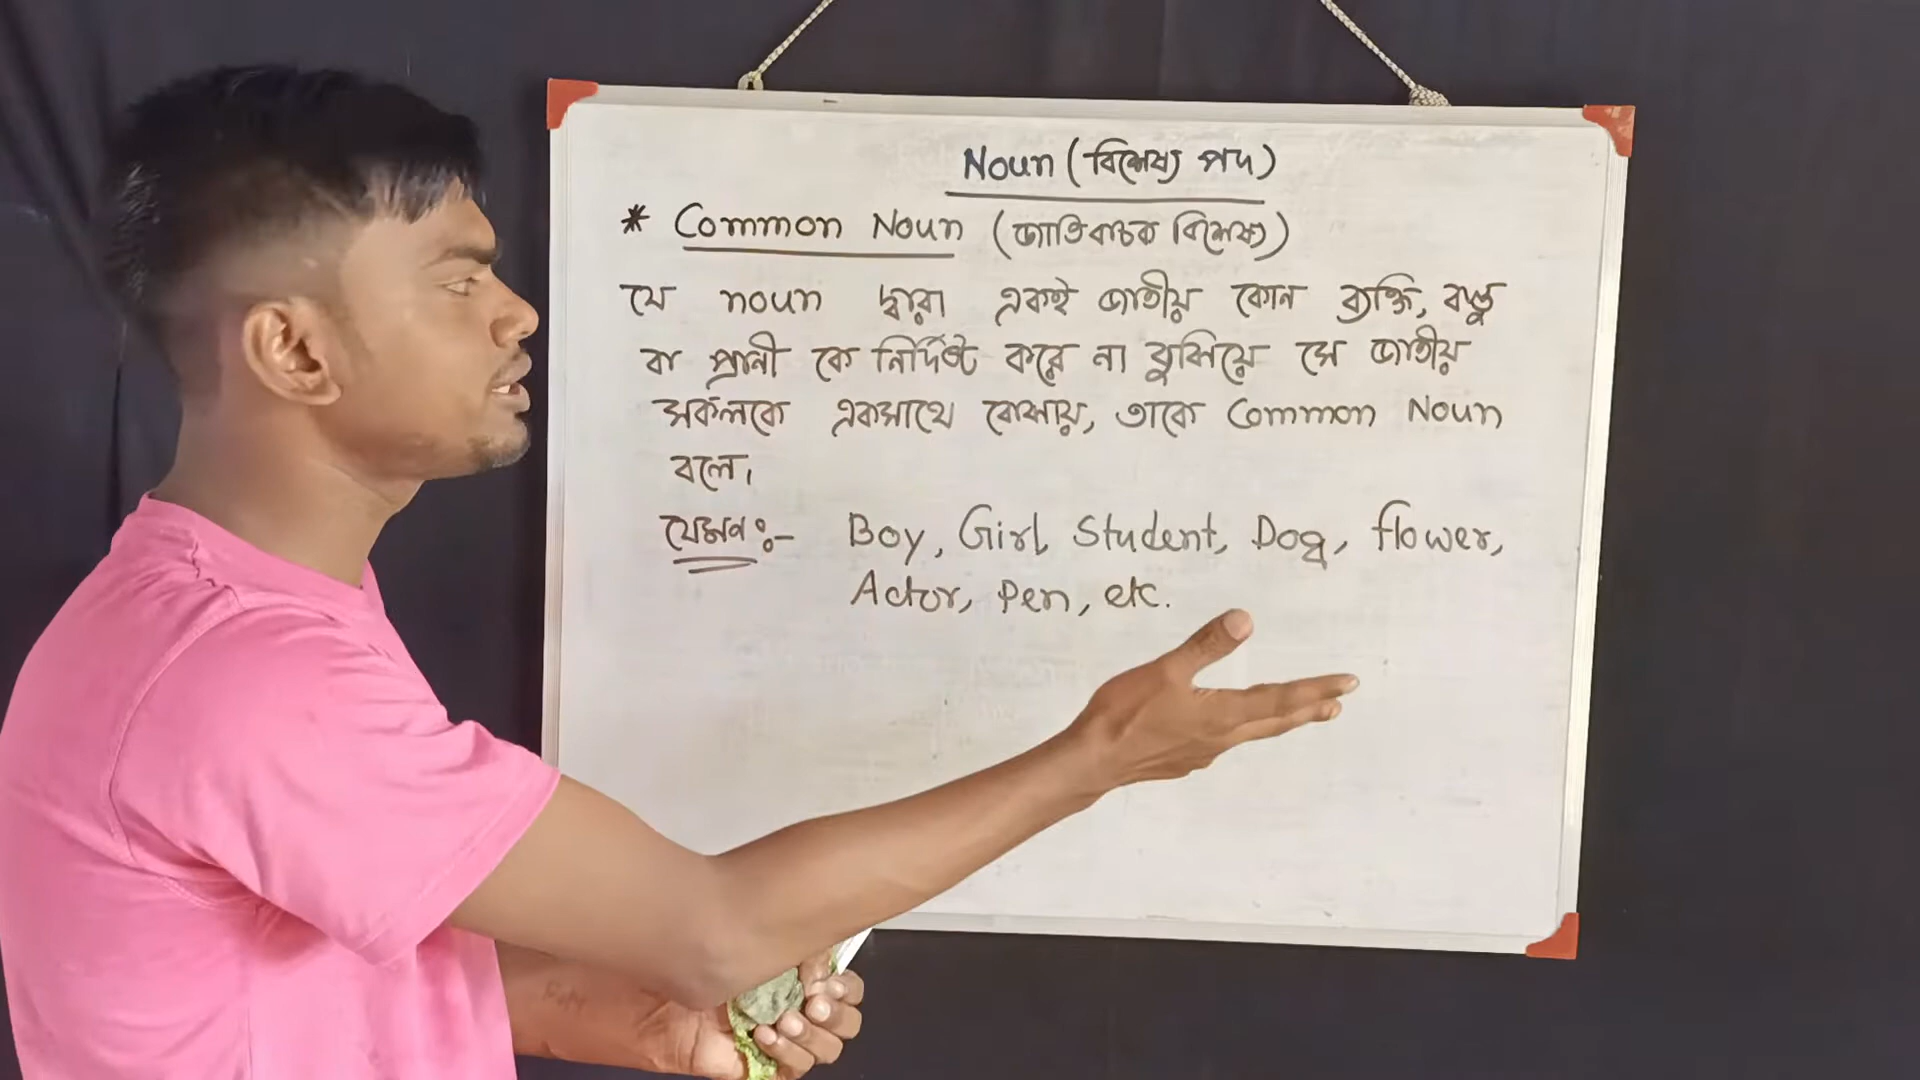 Noun (বিশেষ্য পদ)
* Common Noun (জাতিবাচক বিশেষ্য)
যে noun দ্বারা একই জাতীয় কোন ব্যক্তি, বস্তু
বা প্রানী কে নির্দিষ্ট করে না বুঝিয়ে সে জাতীয়
সকলকে একসাথে বোঝায়, তাকে Common Noun
বলে।
যেমন ঃ- Boy, Girl, Student, Dog, flower,
Actor, Pen, etc.